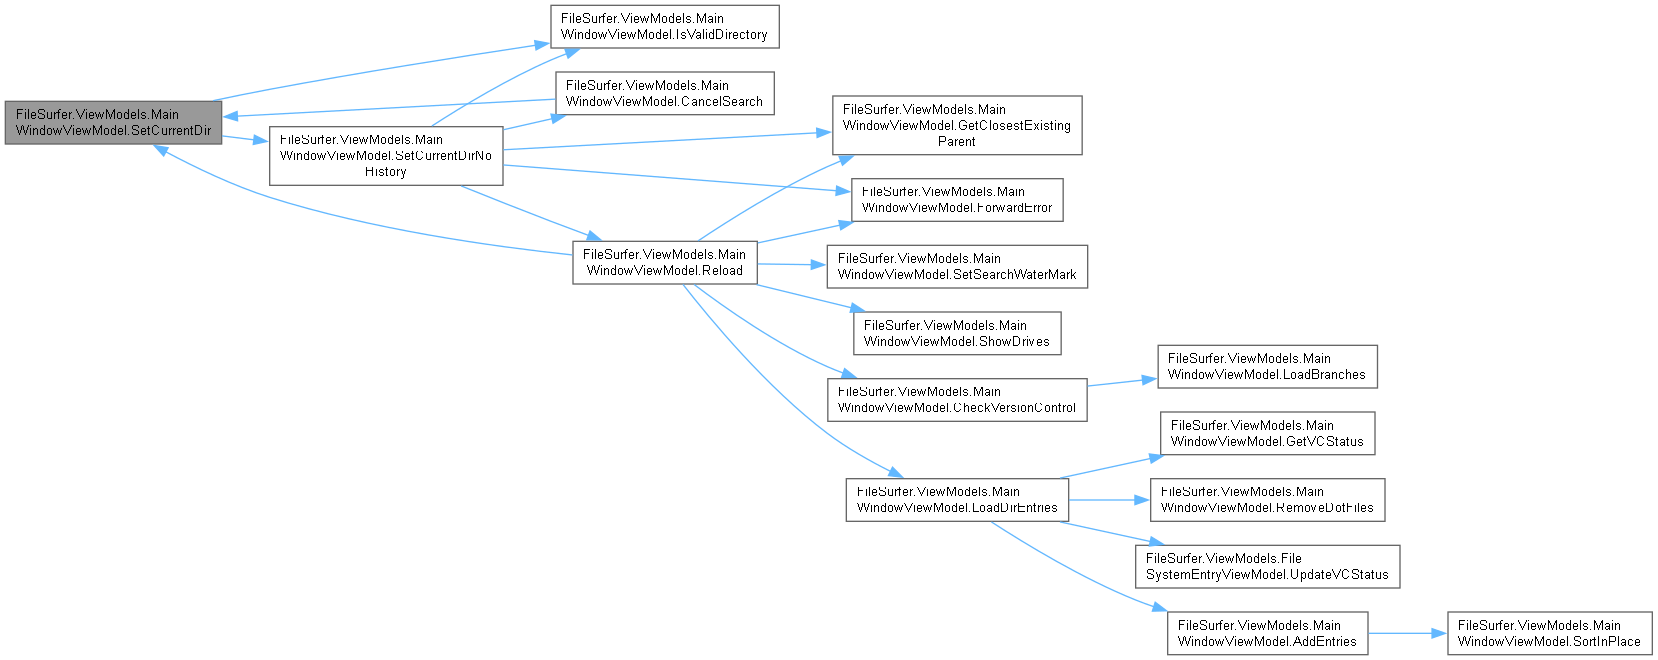 FileSurfer.ViewModels.Main
WindowViewModel.IsValidDirectory
FileSurfer.ViewModels.Main
WindowViewModel.CancelSearch
FileSurfer.ViewModels.Main
WindowViewModel.SetCurrentDir
FileSurfer.ViewModels.Main
WindowViewModel.SetCurrentDirNo
History
FileSurfer.ViewModels.Main
WindowViewModel.GetClosestExisting
Parent
FileSurfer.ViewModels.Main
WindowViewModel.ForwardError
FileSurfer.ViewModels.Main
WindowViewModel.Reload
FileSurfer.ViewModels.Main
WindowViewModel.SetSearchWaterMark
FileSurfer.ViewModels.Main
WindowViewModel.ShowDrives
FileSurfer.ViewModels.Main
WindowViewModel.CheckVersionControl
FileSurfer.ViewModels.Main
WindowViewModel.LoadBranches
FileSurfer.ViewModels.Main
WindowViewModel.GetVCStatus
FileSurfer.ViewModels.Main
WindowViewModel.LoadDirEntries
FileSurfer.ViewModels.Main
WindowViewModel.RemoveDotFiles
FileSurfer.ViewModels.File
SystemEntryViewModel.UpdateVCStatus
FileSurfer.ViewModels.Main
WindowViewModel.AddEntries
FileSurfer.ViewModels.Main
WindowViewModel.SortInPlace